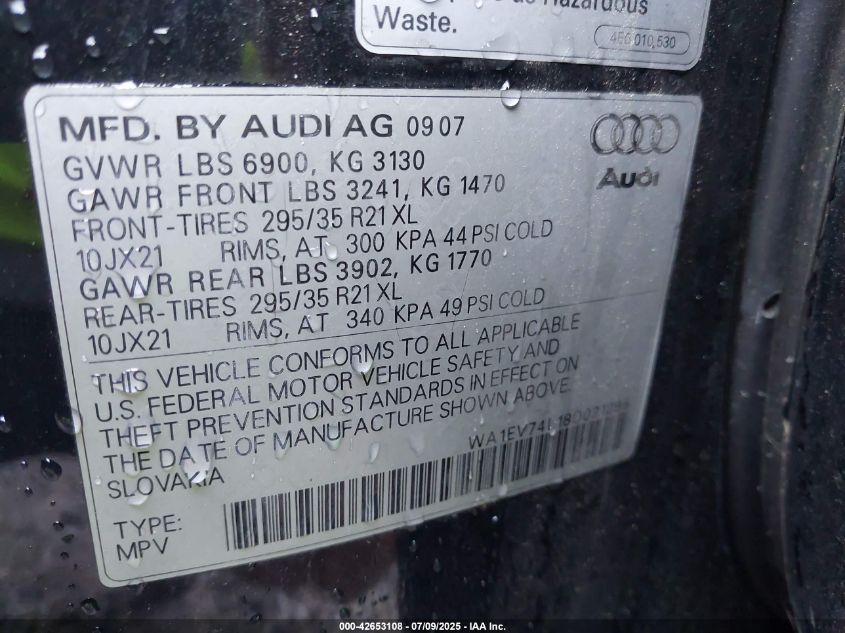 as Hazardous
Waste.
4E6 010 530
MFD. BY AUDI AG 09 07
GVWR LBS 6900, KG 3130
GAWR FRONT LBS 3241, KG 1470
FRONT-TIRES 295/35 R21 XL
10JX21 RIMS, AT 300 KPA 44 PSI COLD
GAWR REAR LBS 3902, KG 1770
REAR-TIRES 295/35 R21 XL
10JX21 RIMS, AT 340 KPA 49 PSI COLD
Audi
THIS VEHICLE CONFORMS TO ALL APPLICABLE
U.S. FEDERAL MOTOR VEHICLE SAFETY AND
THEFT PREVENTION STANDARDS IN EFFECT ON
THE DATE OF MANUFACTURE SHOWN ABOVE.
SLOVAKIA
TYPE:
MPV
000-42653108 - 07/09/2025 - IAA Inc.